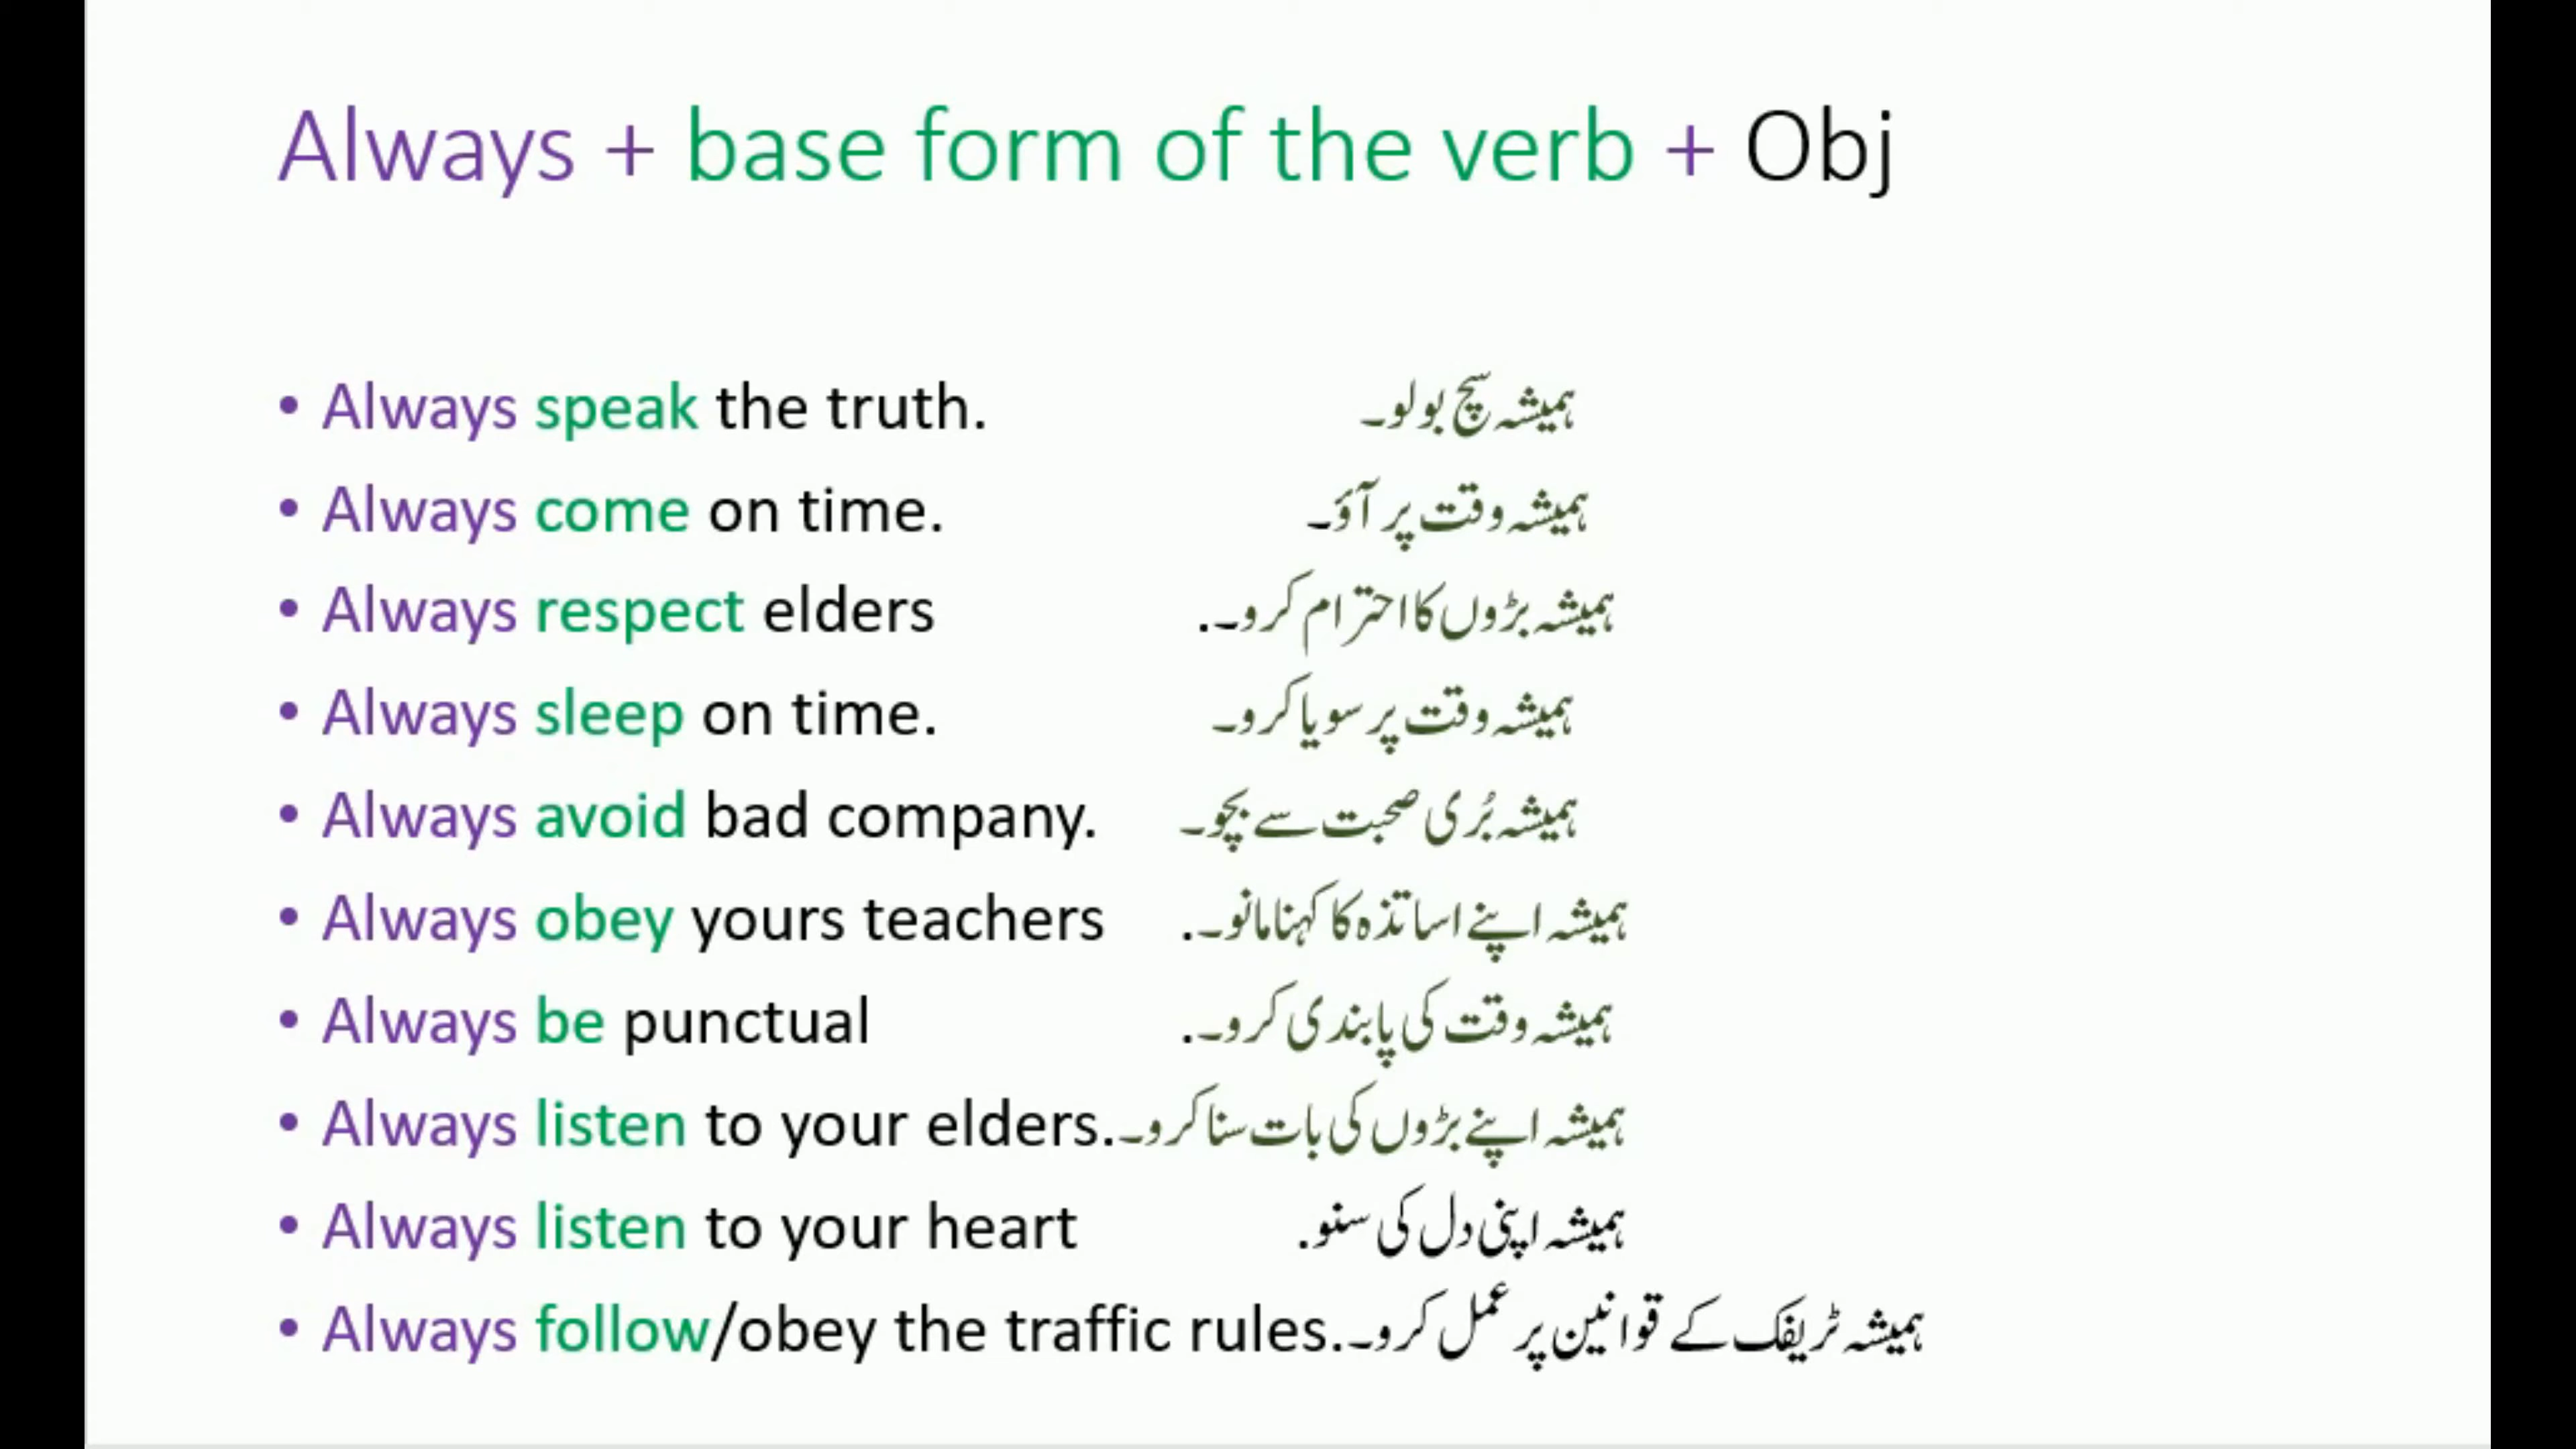 Always + base form of the verb + Obj
• Always speak the truth. ہمیشہ سچ بولو۔
• Always come on time. ہمیشہ وقت پر آؤ۔
• Always respect elders ہمیشہ بڑوں کا احترام کرو۔.
• Always sleep on time. ہمیشہ وقت پر سویا کرو۔
• Always avoid bad company. ہمیشہ بُری صحبت سے بچو۔
• Always obey yours teachers ہمیشہ اپنے اساتذہ کا کہنا مانو۔.
• Always be punctual ہمیشہ وقت کی پابندی کرو۔.
• Always listen to your elders. ہمیشہ اپنے بڑوں کی بات سنا کرو۔
• Always listen to your heart ہمیشہ اپنی دل کی سنو.
• Always follow/obey the traffic rules. ہمیشہ ٹریفک کے قوانین پر عمل کرو۔